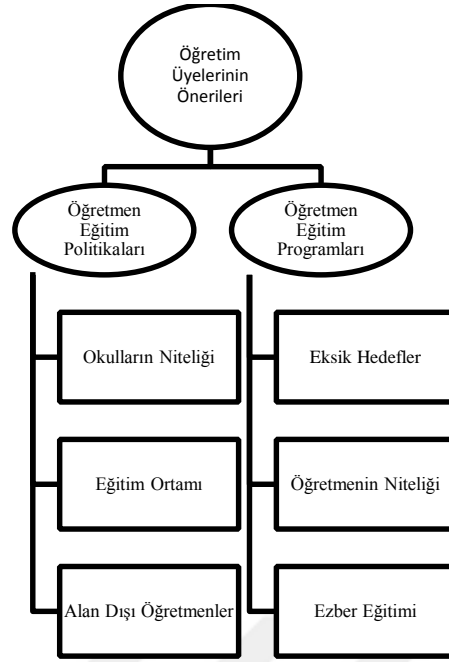 Öğretim
Üyelerinin
Önerileri
Öğretmen
Eğitim
Politikaları
Öğretmen
Eğitim
Programları
Okulların Niteliği
Eksik Hedefler
Eğitim Ortamı
Öğretmenin Niteliği
Alan Dışı Öğretmenler
Ezber Eğitimi